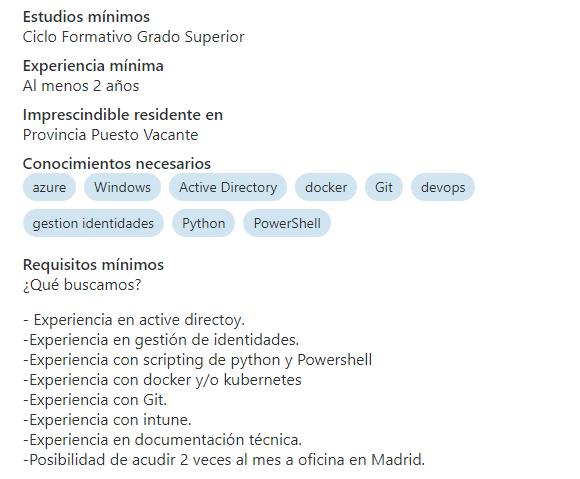 Estudios mínimos
Ciclo Formativo Grado Superior
Experiencia mínima
Al menos 2 años
Imprescindible residente en
Provincia Puesto Vacante
Conocimientos necesarios
azure Windows Active Directory docker Git devops
gestion identidades Python PowerShell
Requisitos mínimos
¿Qué buscamos?
- Experiencia en active directoy.
-Experiencia en gestión de identidades.
-Experiencia con scripting de python y Powershell
-Experiencia con docker y/o kubernetes
-Experiencia con Git.
-Experiencia con intune.
-Experiencia en documentación técnica.
-Posibilidad de acudir 2 veces al mes a oficina en Madrid.